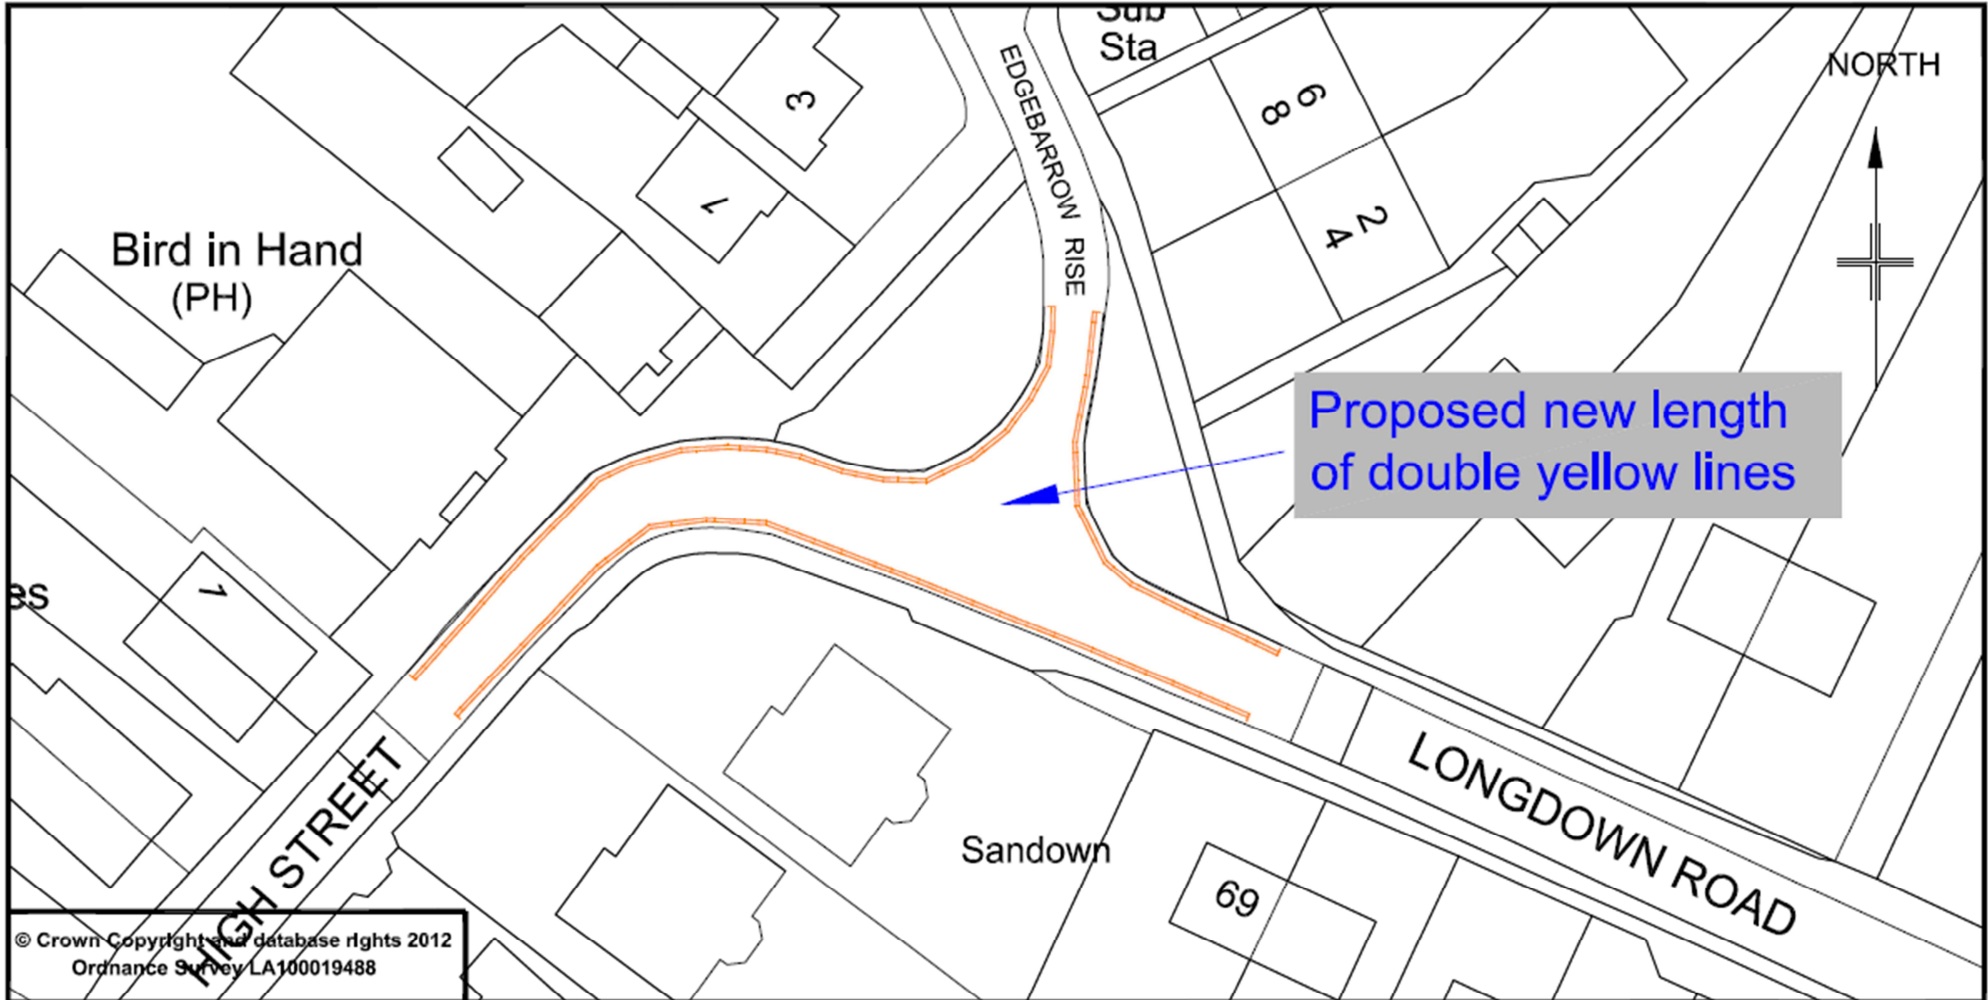 Sub
Sta
NORTH
EDGEBARROW RISE
3
6
8
1
2
4
Bird in Hand
(PH)
Proposed new length
of double yellow lines
es
1
LONGDOWN ROAD
HIGH STREET
Sandown
69
© Crown Copyright and database rights 2012
Ordnance Survey LA100019488